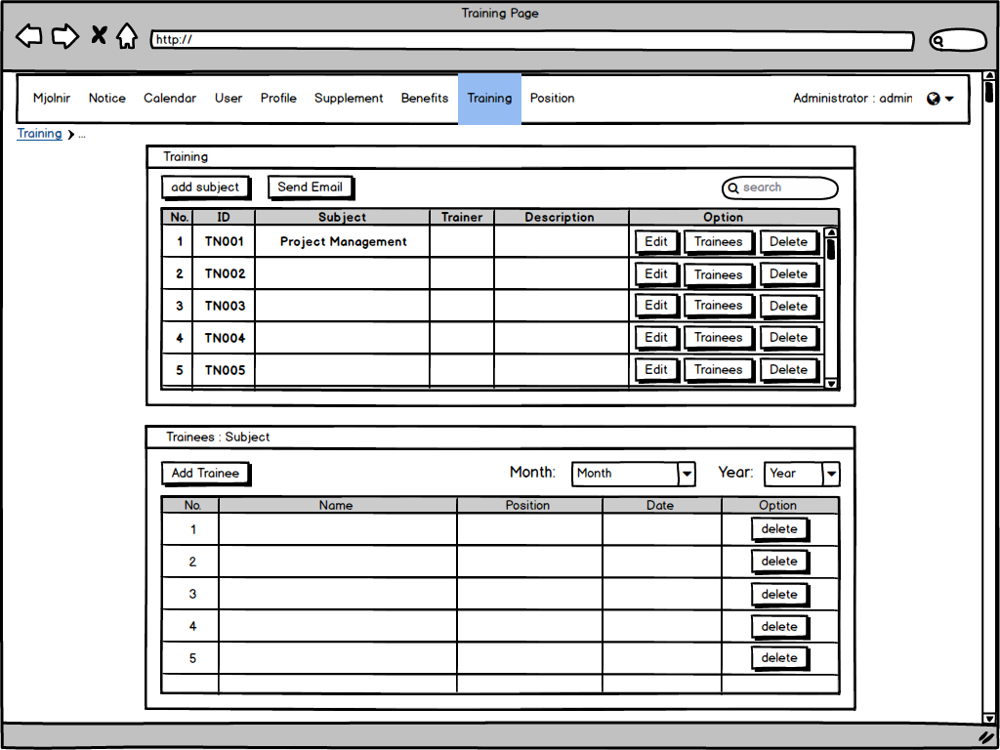 Training Page
http://
Mjolnir Notice Calendar User Profile Supplement Benefits Training Position Administrator : admin
Training ...
Training
add subject Send Email search
No. ID Subject Trainer Description Option
1 TN001 Project Management Edit Trainees Delete
2 TN002 Edit Trainees Delete
3 TN003 Edit Trainees Delete
4 TN004 Edit Trainees Delete
5 TN005 Edit Trainees Delete
Trainees : Subject
Add Trainee Month: Month Year: Year
No. Name Position Date Option
1 delete
2 delete
3 delete
4 delete
5 delete